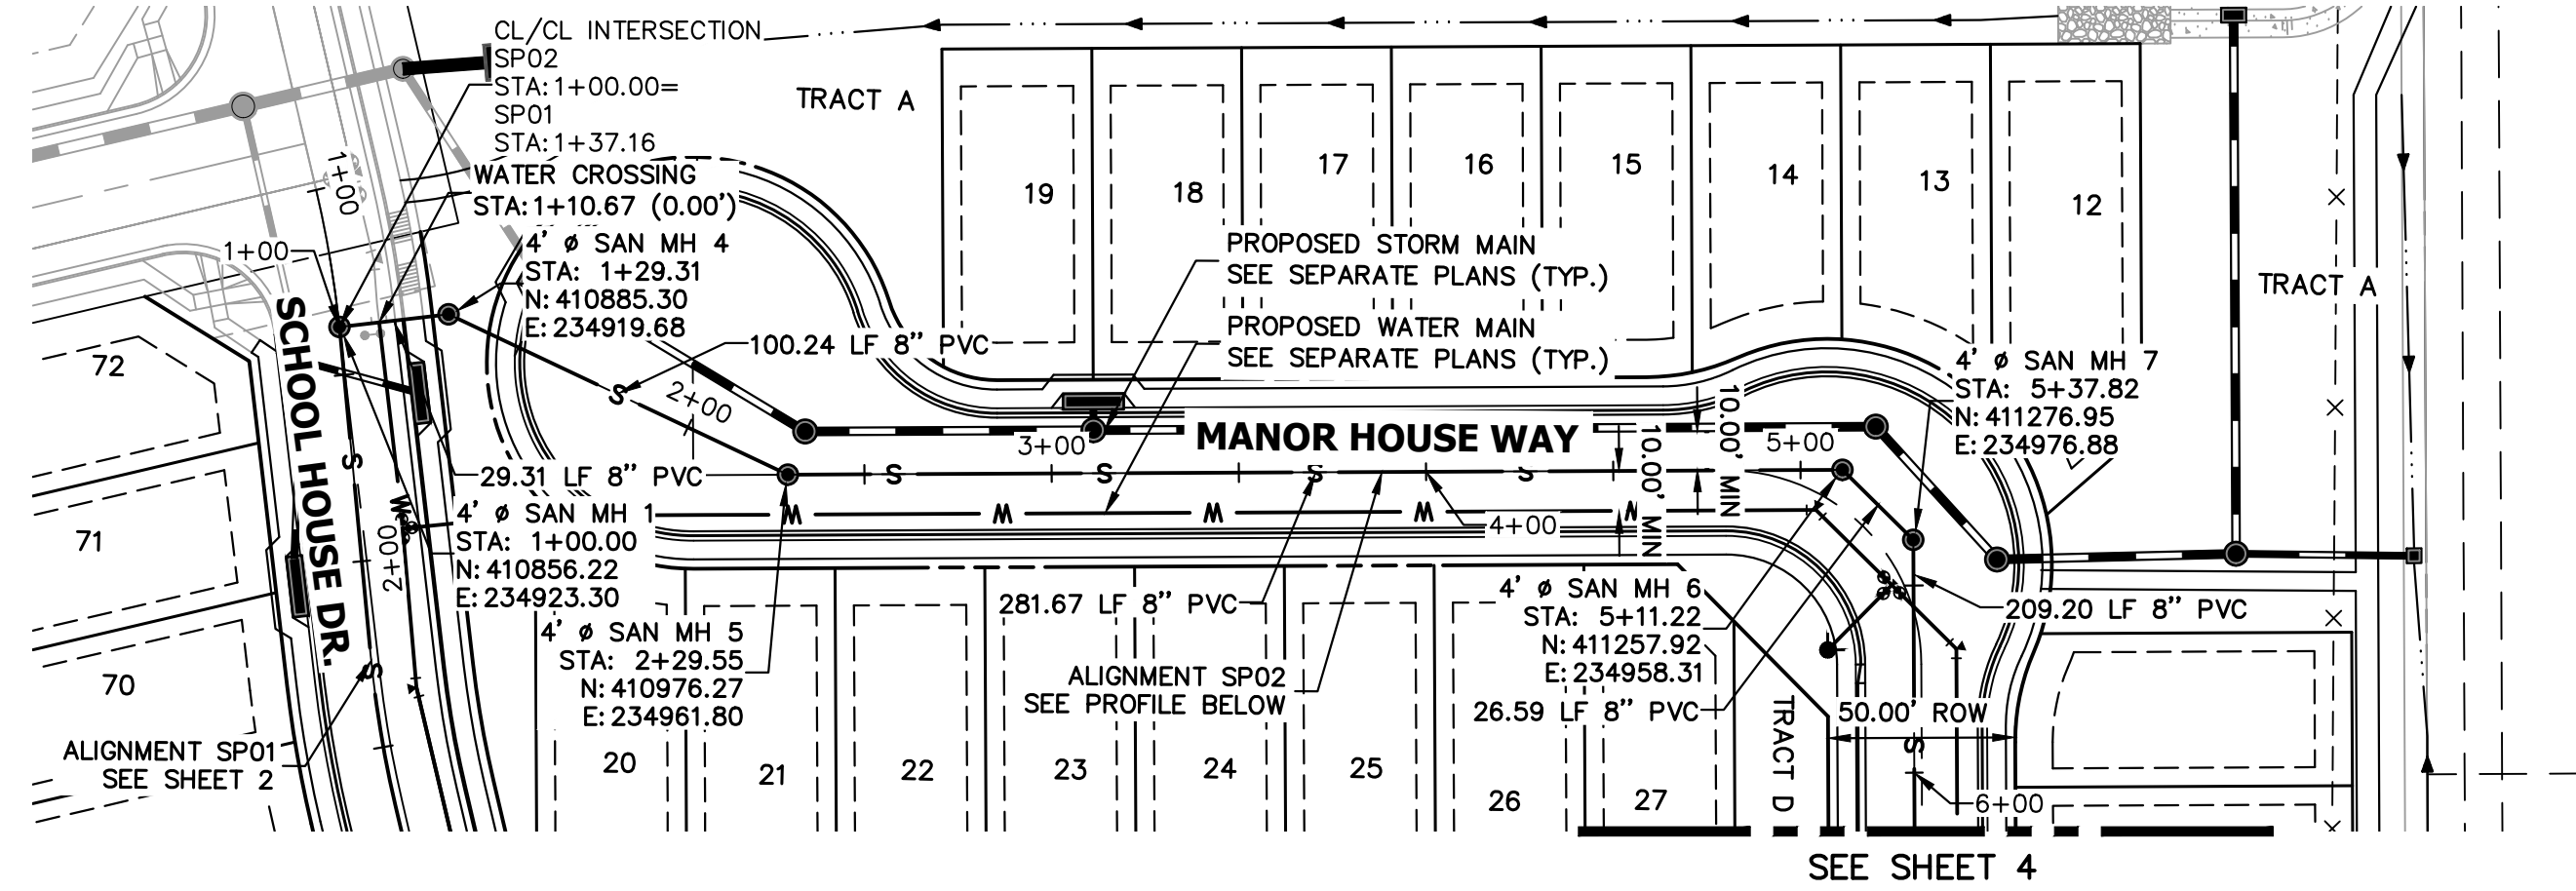 CL/CL INTERSECTION
SP02
STA:1+00.00=
SP01
STA:1+37.16
WATER CROSSING
STA:1+10.67 (0.00')
4' ø SAN MH 4
STA: 1+29.31
N:410885.30
E:234919.68
1+00
1+00
TRACT A
19
18
17
16
15
14
13
12
PROPOSED STORM MAIN
SEE SEPARATE PLANS (TYP.)
PROPOSED WATER MAIN
SEE SEPARATE PLANS (TYP.)
TRACT A
100.24 LF 8" PVC
S
2+00
SCHOOL HOUSE DR.
72
71
70
S
W
2+00
S
29.31 LF 8" PVC
4' ø SAN MH 1
STA: 1+00.00
N:410856.22
E:234923.30
3+00
MANOR HOUSE WAY
10.00' MIN
10.00' MIN
5+00
4' ø SAN MH 7
STA: 5+37.82
N:411276.95
E:234976.88
S
S
S
S
W
W
W
W
W
4+00
4' ø SAN MH 5
STA: 2+29.55
N:410976.27
E:234961.80
281.67 LF 8" PVC
ALIGNMENT SP02
SEE PROFILE BELOW
4' ø SAN MH 6
STA: 5+11.22
N:411257.92
E:234958.31
26.59 LF 8" PVC
209.20 LF 8" PVC
50.00' ROW
S
TRACT D
6+00
ALIGNMENT SP01
SEE SHEET 2
20
21
22
23
24
25
26
27
SEE SHEET 4